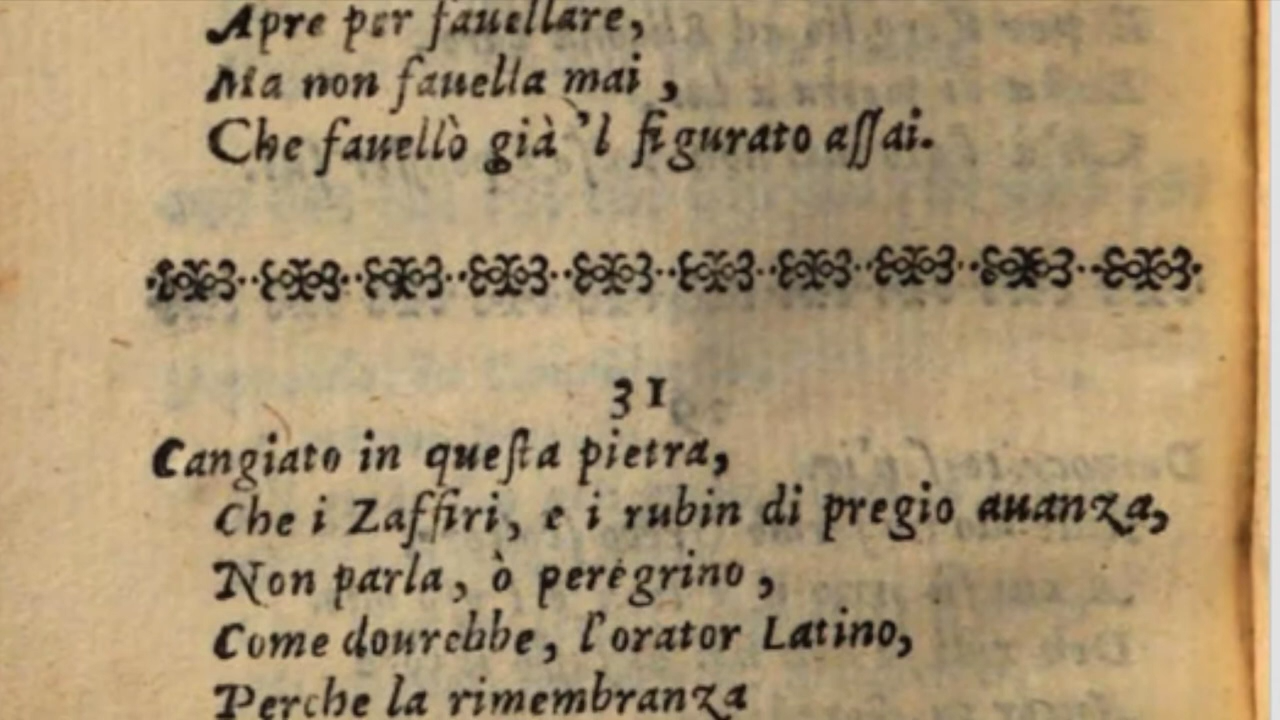 Apre per fauellare,
Ma non fauella mai,
Che fauellò già 'l figurato aſſai.
31
Cangiato in queſta pietra,
Che i Zaffiri, e i rubin di pregio auanza,
Non parla, ò peregrino,
Come dourebbe, l'orator Latino,
Perche la rimembranza